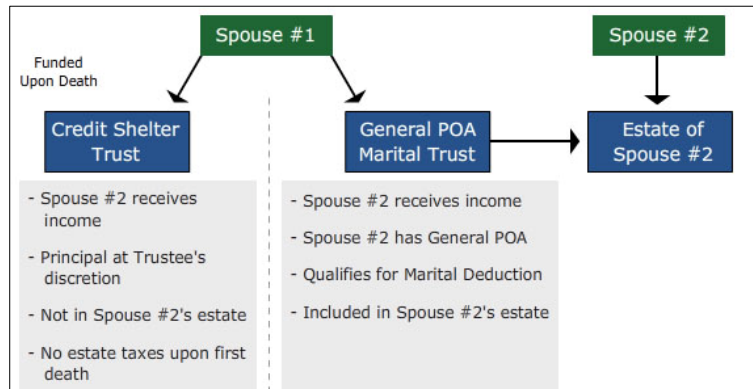 Spouse #1
Spouse #2
Funded
Upon Death
Credit Shelter
Trust
General POA
Marital Trust
Estate of
Spouse #2
- Spouse #2 receives
income
- Principal at Trustee's
discretion
- Not in Spouse #2's estate
- No estate taxes upon first
death
- Spouse #2 receives income
- Spouse #2 has General POA
- Qualifies for Marital Deduction
- Included in Spouse #2's estate